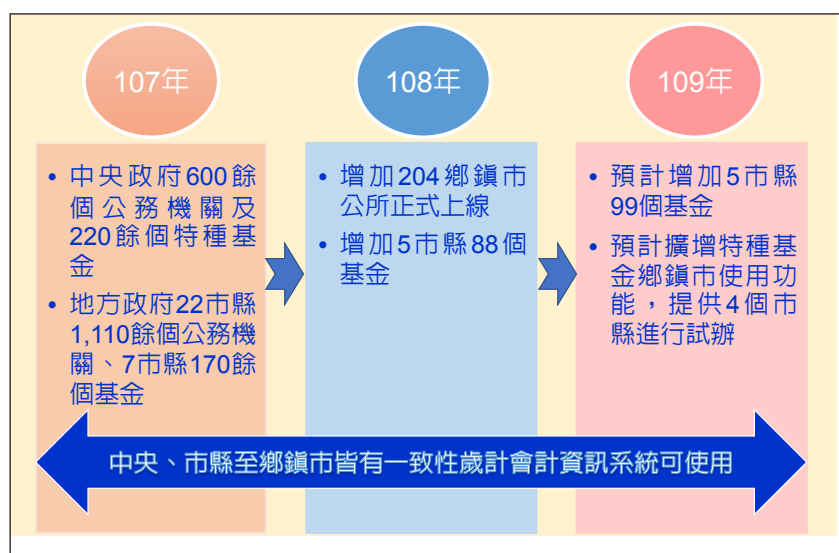 107年
108年
109年
• 中央政府600餘
個公務機關及
220餘個特種基
金
• 地方政府22市縣
1,110餘個公務機
關、7市縣170餘
個基金
• 增加204鄉鎮市
公所正式上線
• 增加5市縣88個
基金
• 預計增加5市縣
99個基金
• 預計擴增特種基
金鄉鎮市使用功
能，提供4個市
縣進行試辦
中央、市縣至鄉鎮市皆有一致性歲計會計資訊系統可使用